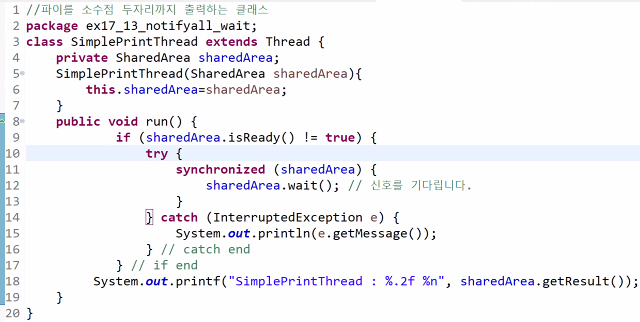 1 //파이를 소수점 두자리까지 출력하는 클래스
2 package ex17_13_notifyall_wait;
3 class SimplePrintThread extends Thread {
4     private SharedArea sharedArea;
5     SimplePrintThread(SharedArea sharedArea){
6         this.sharedArea=sharedArea;
7     }
8     public void run() {
9             if (sharedArea.isReady() != true) {
10                 try {
11                     synchronized (sharedArea) {
12                         sharedArea.wait(); // 신호를 기다립니다.
13                     }
14                 } catch (InterruptedException e) {
15                     System.out.println(e.getMessage());
16                 } // catch end
17             } // if end
18          System.out.printf("SimplePrintThread : %.2f %n", sharedArea.getResult());
19     }
20 }